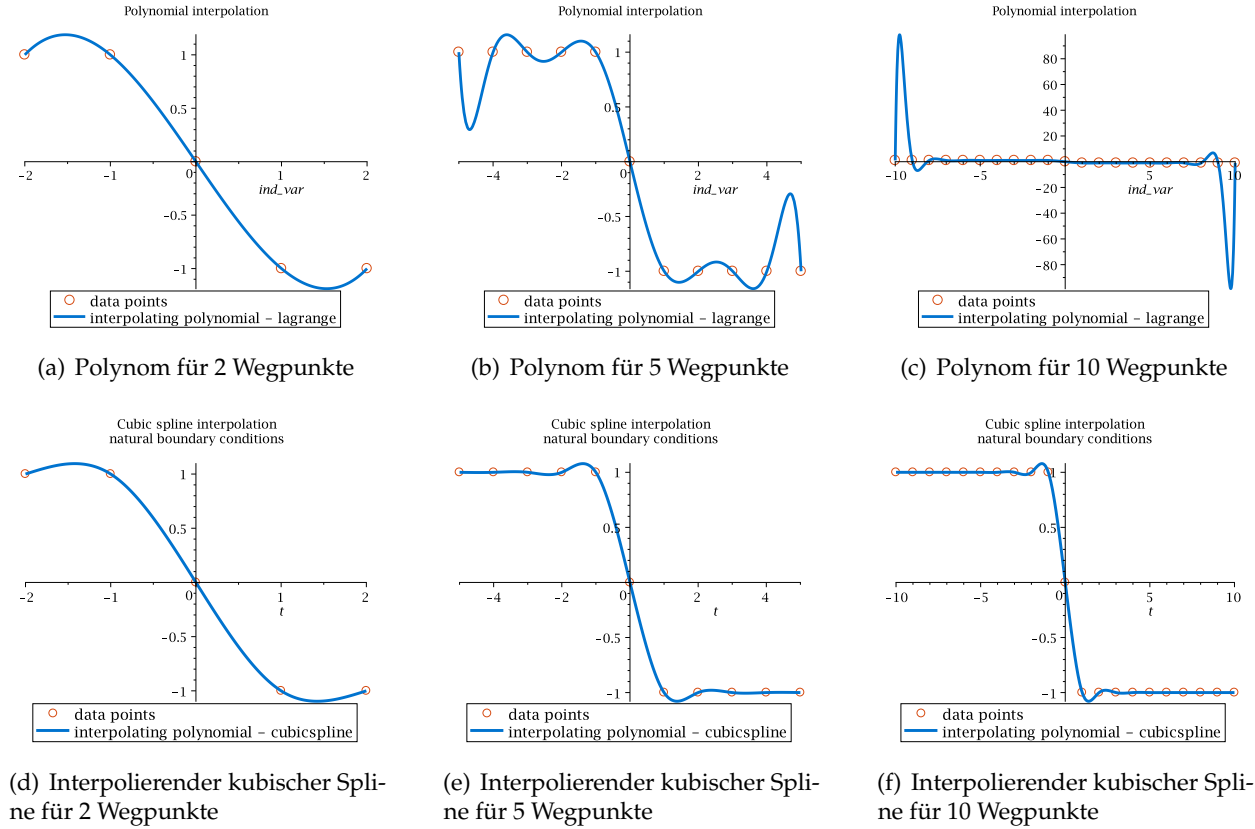 Polynomial interpolation
1
0.5
-2
-1
0
1
2
ind_var
-0.5
-1
data points
interpolating polynomial – lagrange
(a) Polynom für 2 Wegpunkte
Polynomial interpolation
1
0.5
-4
-2
0
2
4
ind_var
-0.5
-1
data points
interpolating polynomial – lagrange
(b) Polynom für 5 Wegpunkte
Polynomial interpolation
80
60
40
20
-10
-5
0
5
10
ind_var
-20
-40
-60
-80
data points
interpolating polynomial – lagrange
(c) Polynom für 10 Wegpunkte
Cubic spline interpolation
natural boundary conditions
1
0.5
-2
-1
0
1
2
t
-0.5
-1
data points
interpolating polynomial – cubicspline
(d) Interpolierender kubischer Spli-
ne für 2 Wegpunkte
Cubic spline interpolation
natural boundary conditions
1
0.5
-4
-2
0
2
4
t
-0.5
-1
data points
interpolating polynomial – cubicspline
(e) Interpolierender kubischer Spli-
ne für 5 Wegpunkte
Cubic spline interpolation
natural boundary conditions
1
0.5
-10
-5
0
5
10
t
-0.5
-1
data points
interpolating polynomial – cubicspline
(f) Interpolierender kubischer Spli-
ne für 10 Wegpunkte